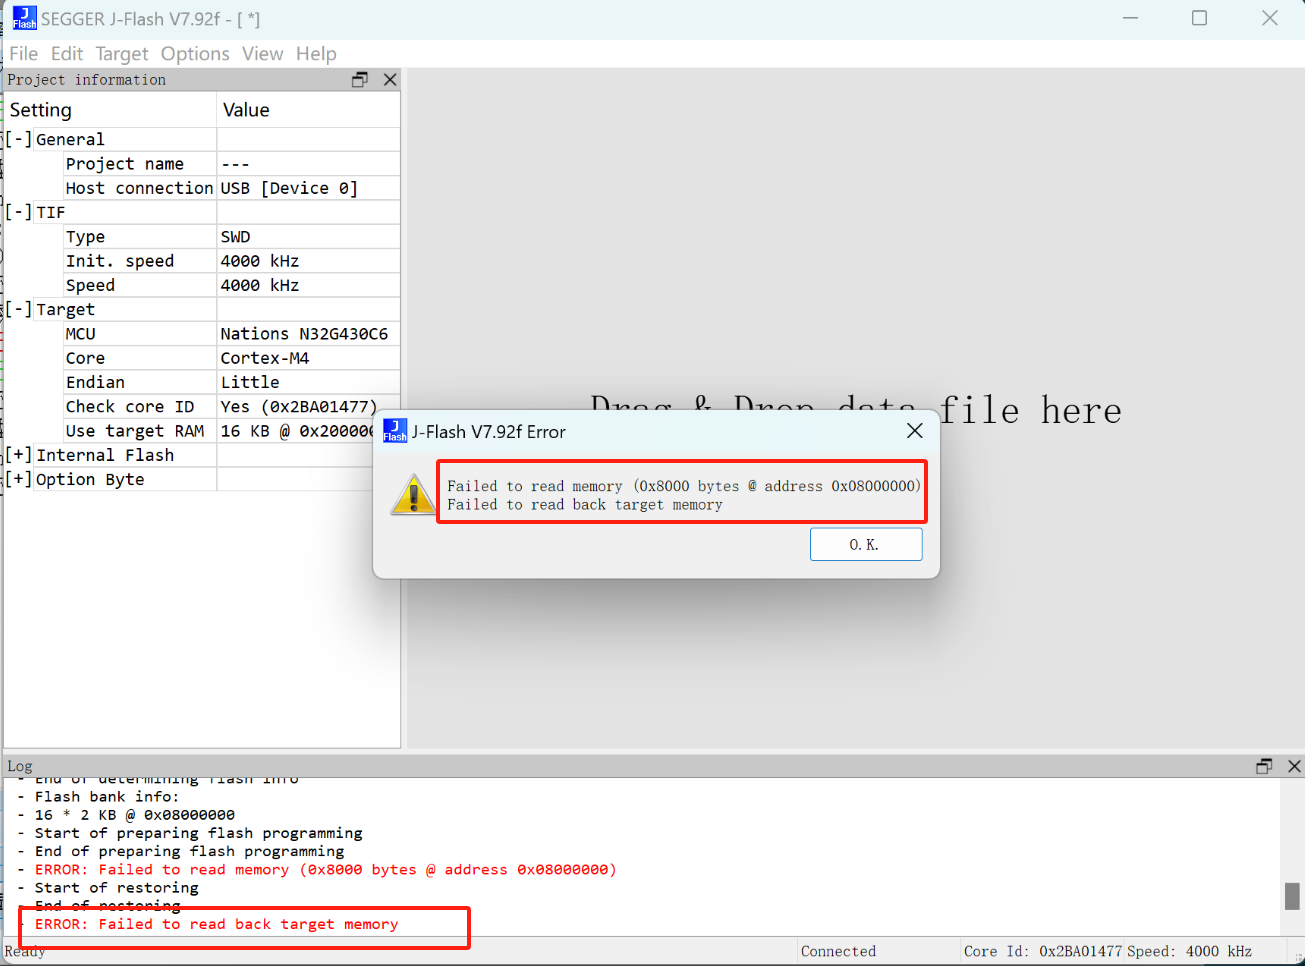 SEGGER J-Flash V7.92f - [ *]
File Edit Target Options View Help
Project information
Setting Value
[-] General
Project name ---
Host connection USB [Device 0]
[-] TIF
Type SWD
Init. speed 4000 kHz
Speed 4000 kHz
[-] Target
MCU Nations N32G430C6
Core Cortex-M4
Endian Little
Check core ID Yes (0x2BA01477)
Use target RAM 16 KB @ 0x20000
[+] Internal Flash
[+] Option Byte
Drag & Drop data file here
J-Flash V7.92f Error
Failed to read memory (0x8000 bytes @ address 0x08000000)
Failed to read back target memory
O.K.
Log
- End of determining flash info
- Flash bank info:
- 16 * 2 KB @ 0x08000000
- Start of preparing flash programming
- End of preparing flash programming
- ERROR: Failed to read memory (0x8000 bytes @ address 0x08000000)
- Start of restoring
- End of restoring
- ERROR: Failed to read back target memory
Ready Connected Core Id: 0x2BA01477 Speed: 4000 kHz